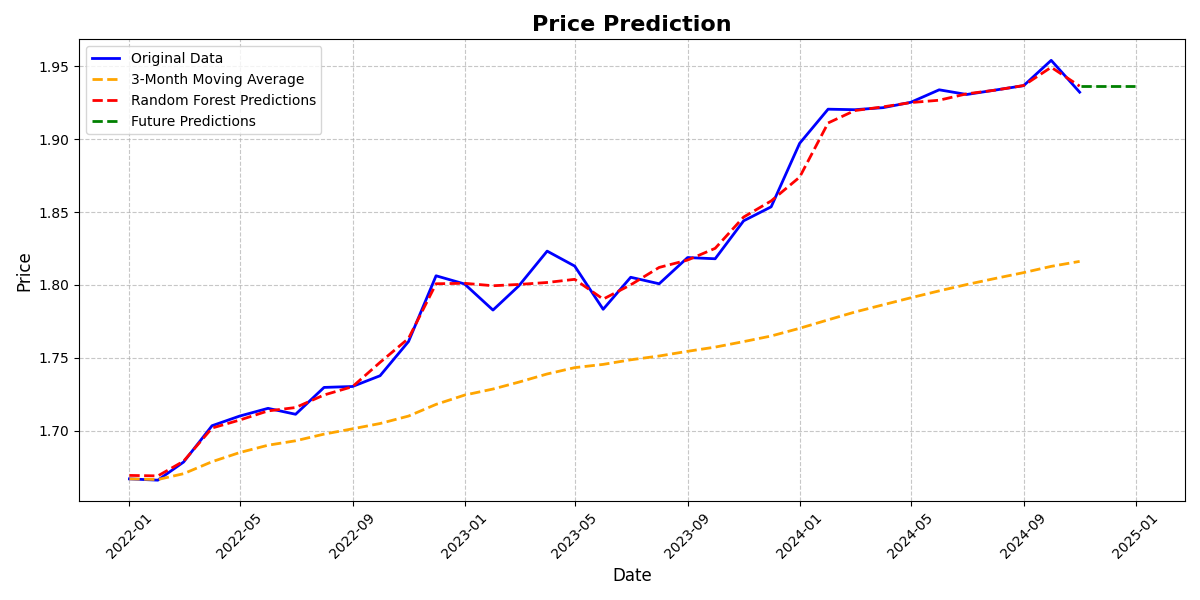 Price Prediction
Original Data
3-Month Moving Average
Random Forest Predictions
Future Predictions
1.95
1.90
1.85
1.80
1.75
1.70
Price
2022-01
2022-05
2022-09
2023-01
2023-05
2023-09
2024-01
2024-05
2024-09
2025-01
Date